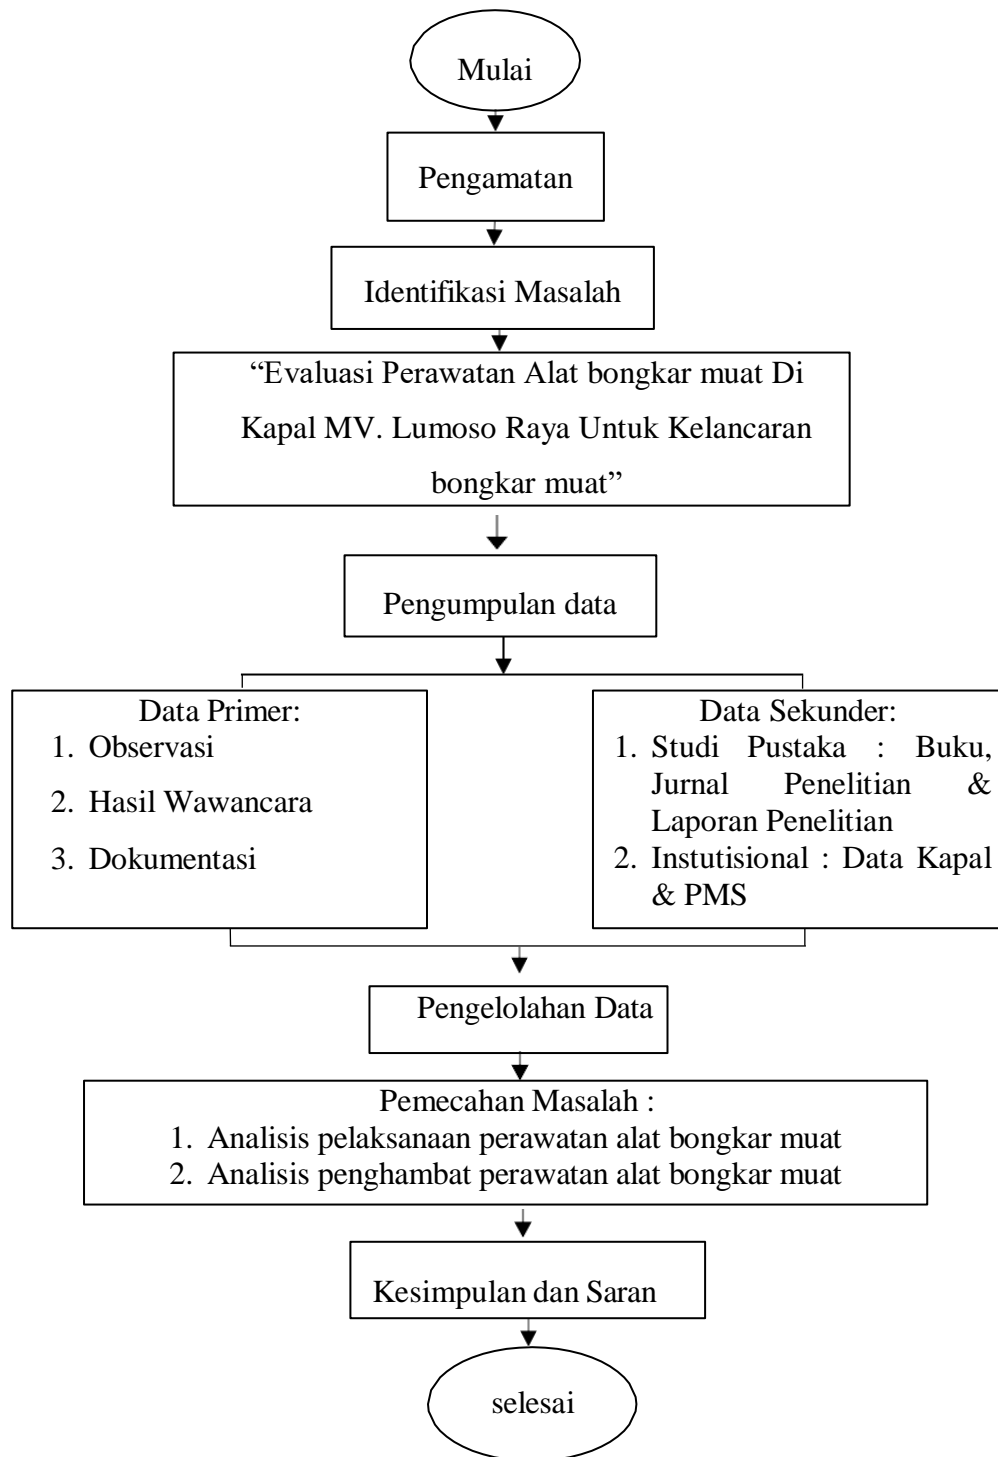 Mulai
Pengamatan
Identifikasi Masalah
“Evaluasi Perawatan Alat bongkar muat Di
Kapal MV. Lumoso Raya Untuk Kelancaran
bongkar muat”
Pengumpulan data
Data Primer:
1. Observasi
2. Hasil Wawancara
3. Dokumentasi
Data Sekunder:
1. Studi Pustaka : Buku,
Jurnal Penelitian &
Laporan Penelitian
2. Instutisional : Data Kapal
& PMS
Pengelolahan Data
Pemecahan Masalah :
1. Analisis pelaksanaan perawatan alat bongkar muat
2. Analisis penghambat perawatan alat bongkar muat
Kesimpulan dan Saran
selesai